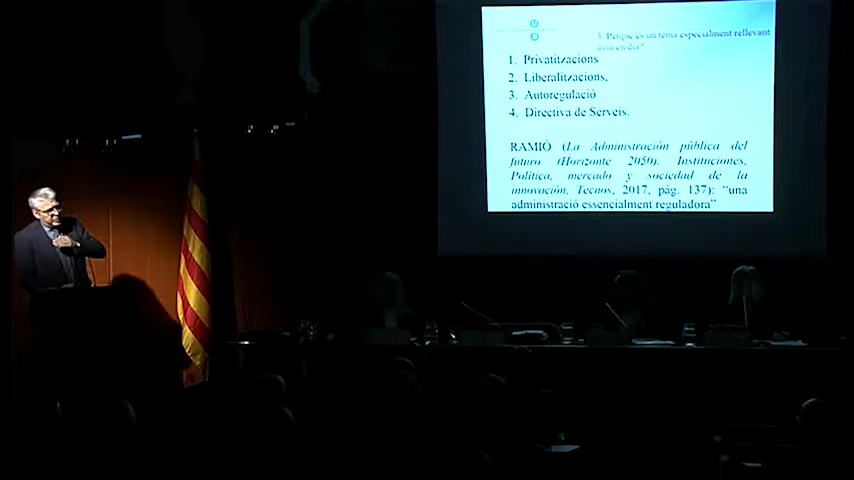 3. Perquè és un tema especialment rellevant
avui en dia?
1. Privatitzacions
2. Liberalitzacions.
3. Autoregulació
4. Directiva de Serveis.
RAMIÓ (La Administración pública del
futuro (Horizonte 2050). Instituciones,
Política, mercado y sociedad de la
innovación, Tecnos, 2017, pág. 137): “una
administració essencialment reguladora”